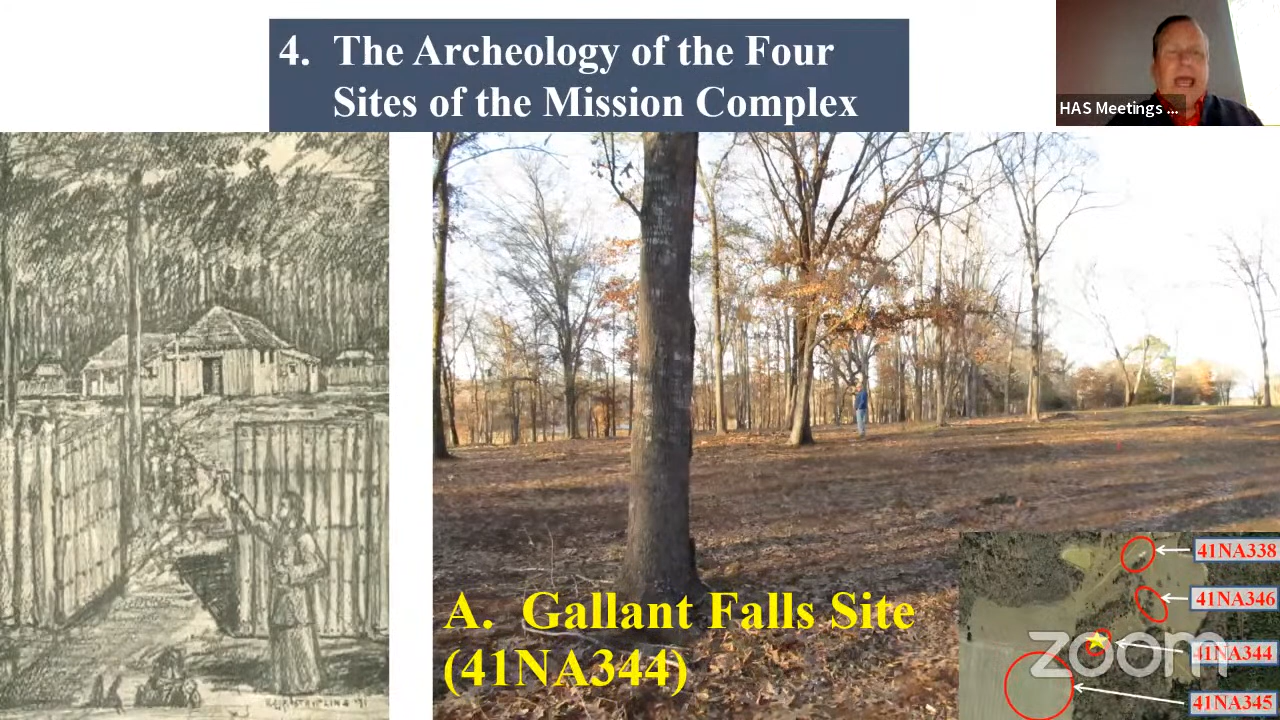 4. The Archeology of the Four
Sites of the Mission Complex
HAS Meetings ...
A. Gallant Falls Site
(41NA344)
41NA338
41NA346
41NA344
41NA345
zoom